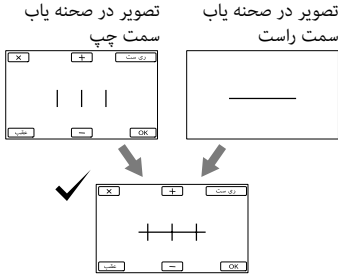 تصویر در صحنه یاب
سمت راست
تصویر در صحنه یاب
سمت چپ
× + ری ست
عقب − OK
× + ری ست
عقب − OK